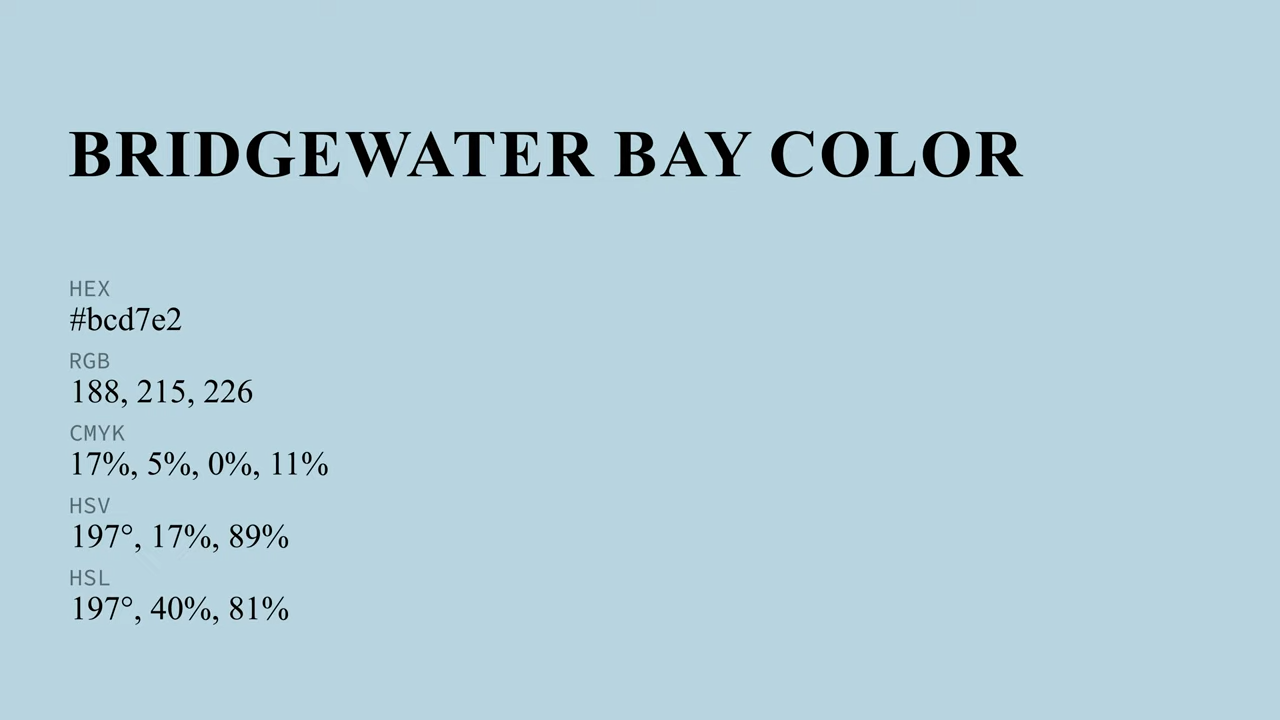 BRIDGEWATER BAY COLOR
HEX
#bcd7e2
RGB
188, 215, 226
CMYK
17%, 5%, 0%, 11%
HSV
197°, 17%, 89%
HSL
197°, 40%, 81%